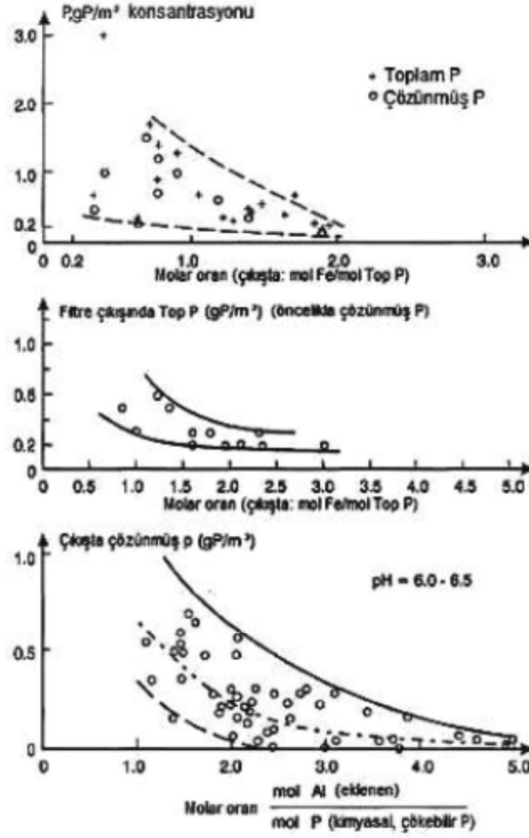 P,gP/m³ konsantrasyonu
3.0
+ Toplam P
o Çözünmüş P
2.0
1.0
0.2
0
0 0.2 1.0 2.0 3.0
Molar oran (çıkışta: mol Fe/mol Top P)
Filtre çıkışında Top P (gP/m³) (öncelikle çözünmüş P)
1.0
0.2
0
0 0.5 1.0 1.5 2.0 2.5 3.0 3.5 4.0 4.5 5.0
Molar oran (çıkışta: mol Fe/mol Top P)
Çıkışta çözünmüş p (gP/m³)
1.0
pH = 6.0 - 6.5
0.5
0
1.0 2.0 3.0 4.0 5.0
Molar oran
mol Al (eklenen)
mol P (kimyasal, çökebilir P)